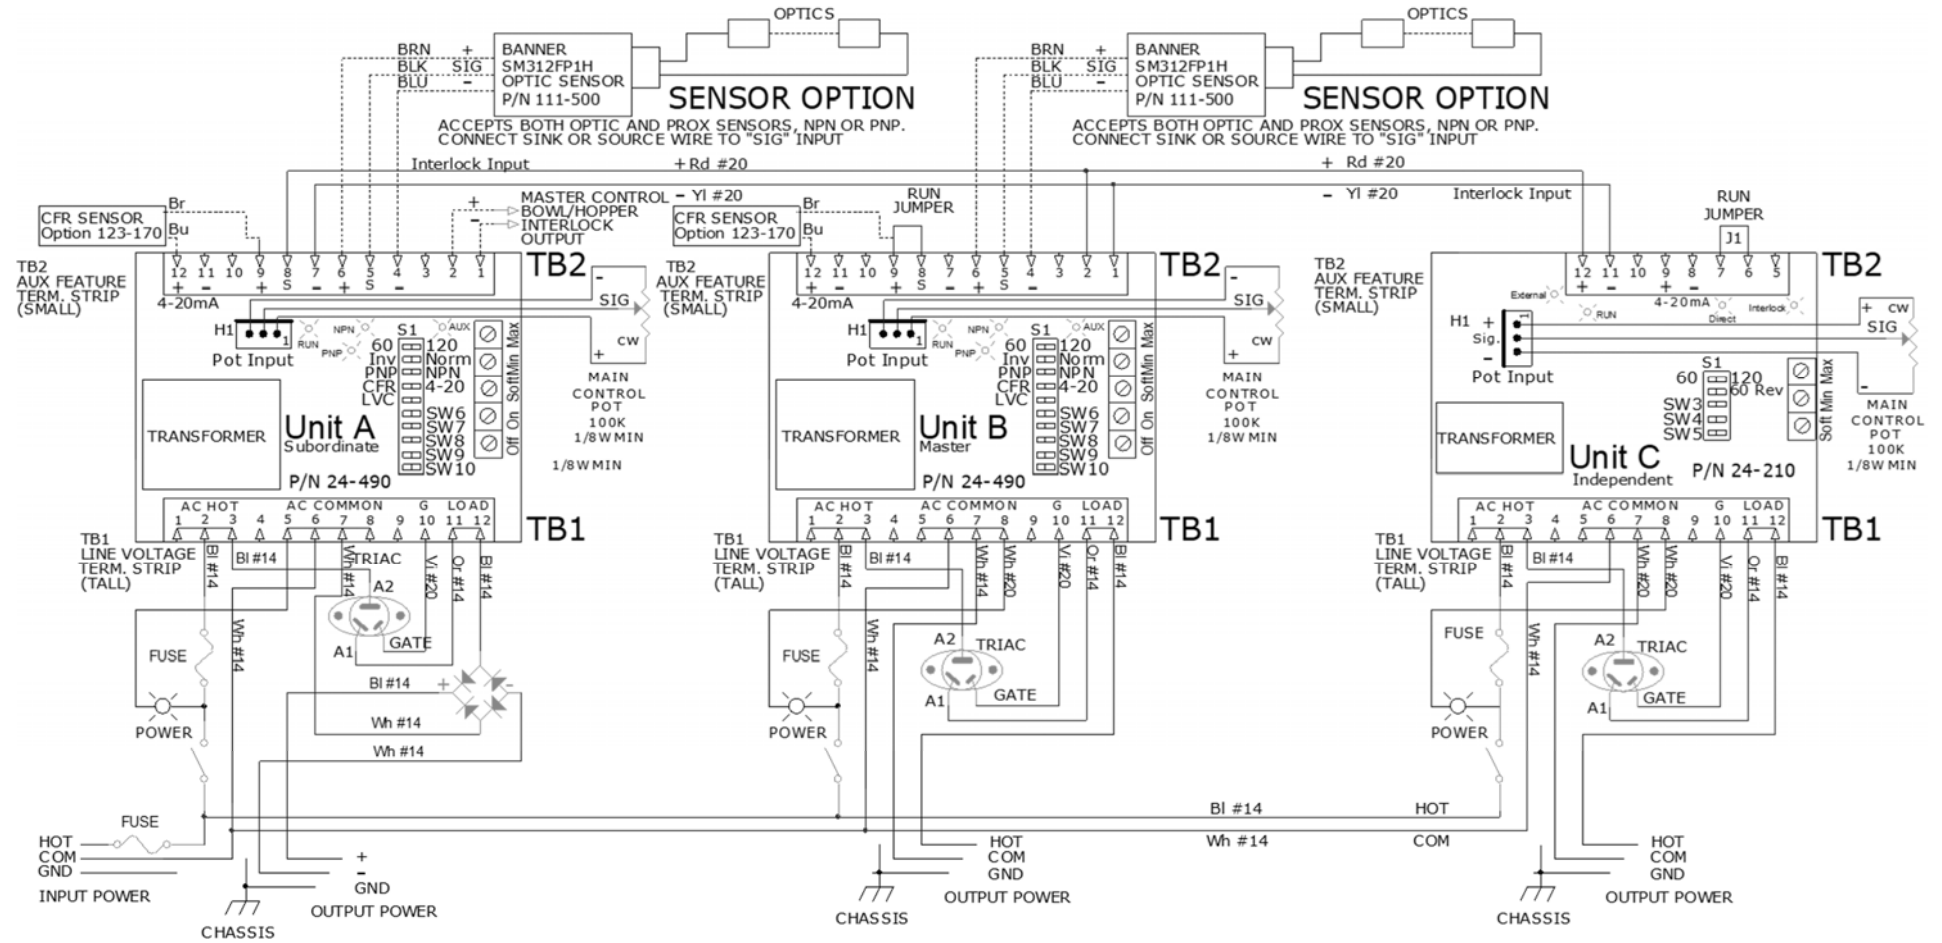 OPTICS
BRN +
BLK SIG
BLU -
BANNER
SM312FP1H
OPTIC SENSOR
P/N 111-500
SENSOR OPTION
ACCEPTS BOTH OPTIC AND PROX SENSORS, NPN OR PNP.
CONNECT SINK OR SOURCE WIRE TO "SIG" INPUT
OPTICS
BRN +
BLK SIG
BLU -
BANNER
SM312FP1H
OPTIC SENSOR
P/N 111-500
SENSOR OPTION
ACCEPTS BOTH OPTIC AND PROX SENSORS, NPN OR PNP.
CONNECT SINK OR SOURCE WIRE TO "SIG" INPUT
Interlock Input + Rd #20
+ Rd #20
- Yl #20
- Yl #20 Interlock Input
CFR SENSOR
Option 123-170
Br
Bu
+ MASTER CONTROL
BOWL/HOPPER
- INTERLOCK
OUTPUT
TB2
AUX FEATURE
TERM. STRIP
(SMALL)
12 11 10 9 8 7 6 5 4 3 2 1
+ - + S - + S -
4-20mA
TB2
H1
1
Pot Input
RUN
NPN
PNP
AUX
S1
60 120
Inv Norm
PNP NPN
CFR 4-20
LVC
SW6
SW7
SW8
SW9
SW10
Off On SoftMin Max
-
SIG
CW
+
MAIN
CONTROL
POT
100K
1/8W MIN
1/8W MIN
TRANSFORMER
Unit A
Subordinate
P/N 24-490
AC HOT AC COMMON G LOAD
1 2 3 4 5 6 7 8 9 10 11 12
TB1
TB1
LINE VOLTAGE
TERM. STRIP
(TALL)
Bl #14
Bl #14
Wh #14
TRIAC
Vi #20
Or #14
Bl #14
A2
GATE
A1
Wh #14
FUSE
POWER
Bl #14
+ -
Wh #14
Wh #14
FUSE
HOT
COM
GND
INPUT POWER
+
-
GND
OUTPUT POWER
CHASSIS
CFR SENSOR
Option 123-170
Br
Bu
RUN
JUMPER
TB2
AUX FEATURE
TERM. STRIP
(SMALL)
12 11 10 9 8 7 6 5 4 3 2 1
+ - + S - + S -
4-20mA
TB2
H1
1
Pot Input
RUN
NPN
PNP
AUX
S1
60 120
Inv Norm
PNP NPN
CFR 4-20
LVC
SW6
SW7
SW8
SW9
SW10
Off On SoftMin Max
-
SIG
CW
+
MAIN
CONTROL
POT
100K
1/8W MIN
TRANSFORMER
Unit B
Master
P/N 24-490
AC HOT AC COMMON G LOAD
1 2 3 4 5 6 7 8 9 10 11 12
TB1
TB1
LINE VOLTAGE
TERM. STRIP
(TALL)
Bl #14
Bl #14
Wh #14
Wh #20
Vi #20
Or #14
Bl #14
A2
TRIAC
GATE
A1
Wh #14
FUSE
POWER
Bl #14 HOT
Wh #14 COM
HOT
COM
GND
OUTPUT POWER
CHASSIS
RUN
JUMPER
J1
TB2
AUX FEATURE
TERM. STRIP
(SMALL)
12 11 10 9 8 7 6 5
+ - + -
4-20mA
TB2
External
RUN
Direct
Interlock
H1
1
+
Sig.
-
Pot Input
S1
60 120
60 Rev
SW3
SW4
SW5
Soft Min Max
+ CW
SIG
-
MAIN
CONTROL
POT
100K
1/8W MIN
TRANSFORMER
Unit C
Independent
P/N 24-210
AC HOT AC COMMON G LOAD
1 2 3 4 5 6 7 8 9 10 11 12
TB1
TB1
LINE VOLTAGE
TERM. STRIP
(TALL)
Bl #14
Bl #14
Wh #20
Wh #20
Vi #20
Or #14
Bl #14
A2
TRIAC
GATE
A1
Wh #14
FUSE
POWER
HOT
COM
GND
OUTPUT POWER
CHASSIS